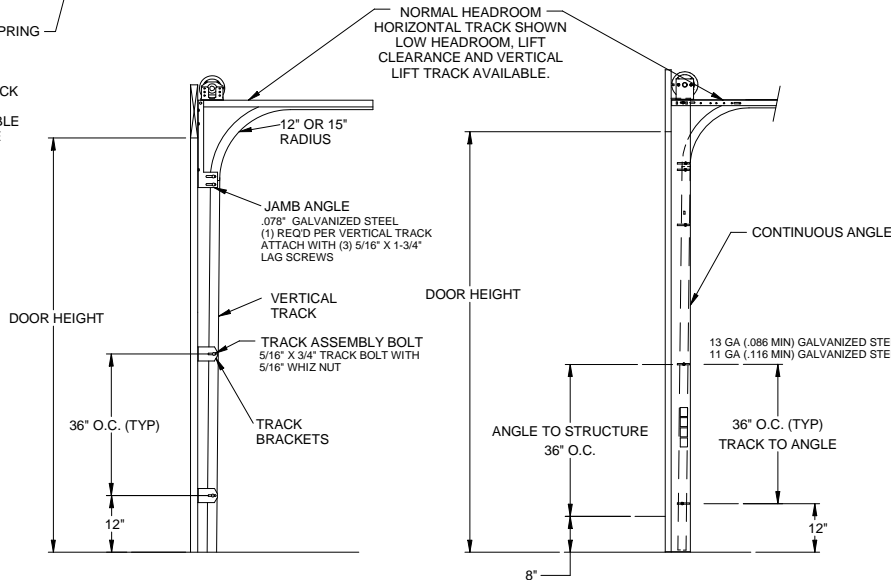 PRING
CK
BLE
NORMAL HEADROOM
HORIZONTAL TRACK SHOWN
LOW HEADROOM, LIFT
CLEARANCE AND VERTICAL
LIFT TRACK AVAILABLE.
12" OR 15"
RADIUS
JAMB ANGLE
.078" GALVANIZED STEEL
(1) REQ'D PER VERTICAL TRACK
ATTACH WITH (3) 5/16" X 1-3/4"
LAG SCREWS
DOOR HEIGHT
VERTICAL
TRACK
TRACK ASSEMBLY BOLT
5/16" X 3/4" TRACK BOLT WITH
5/16" WHIZ NUT
36" O.C. (TYP)
TRACK
BRACKETS
12"
DOOR HEIGHT
CONTINUOUS ANGLE
13 GA (.086 MIN) GALVANIZED STE
11 GA (.116 MIN) GALVANIZED STE
ANGLE TO STRUCTURE
36" O.C.
36" O.C. (TYP)
TRACK TO ANGLE
12"
8"